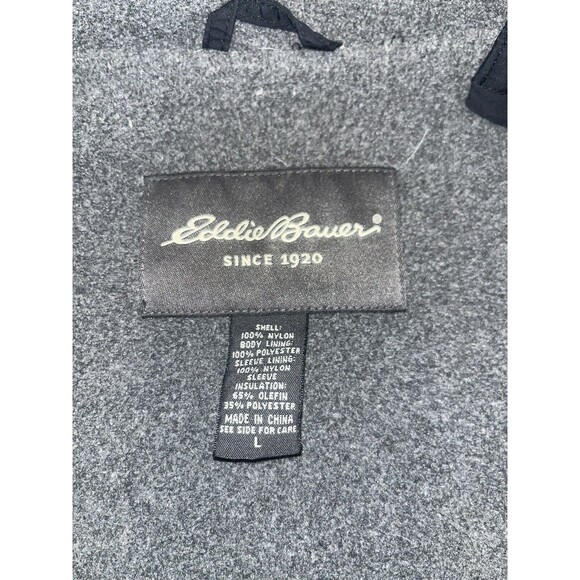 Eddie Bauer
SINCE 1920
SHELL:
100% NYLON
BODY LINING:
100% POLYESTER
SLEEVE LINING:
100% NYLON
SLEEVE
INSULATION:
65% OLEFIN
35% POLYESTER
MADE IN CHINA
SEE SIDE FOR CARE
L